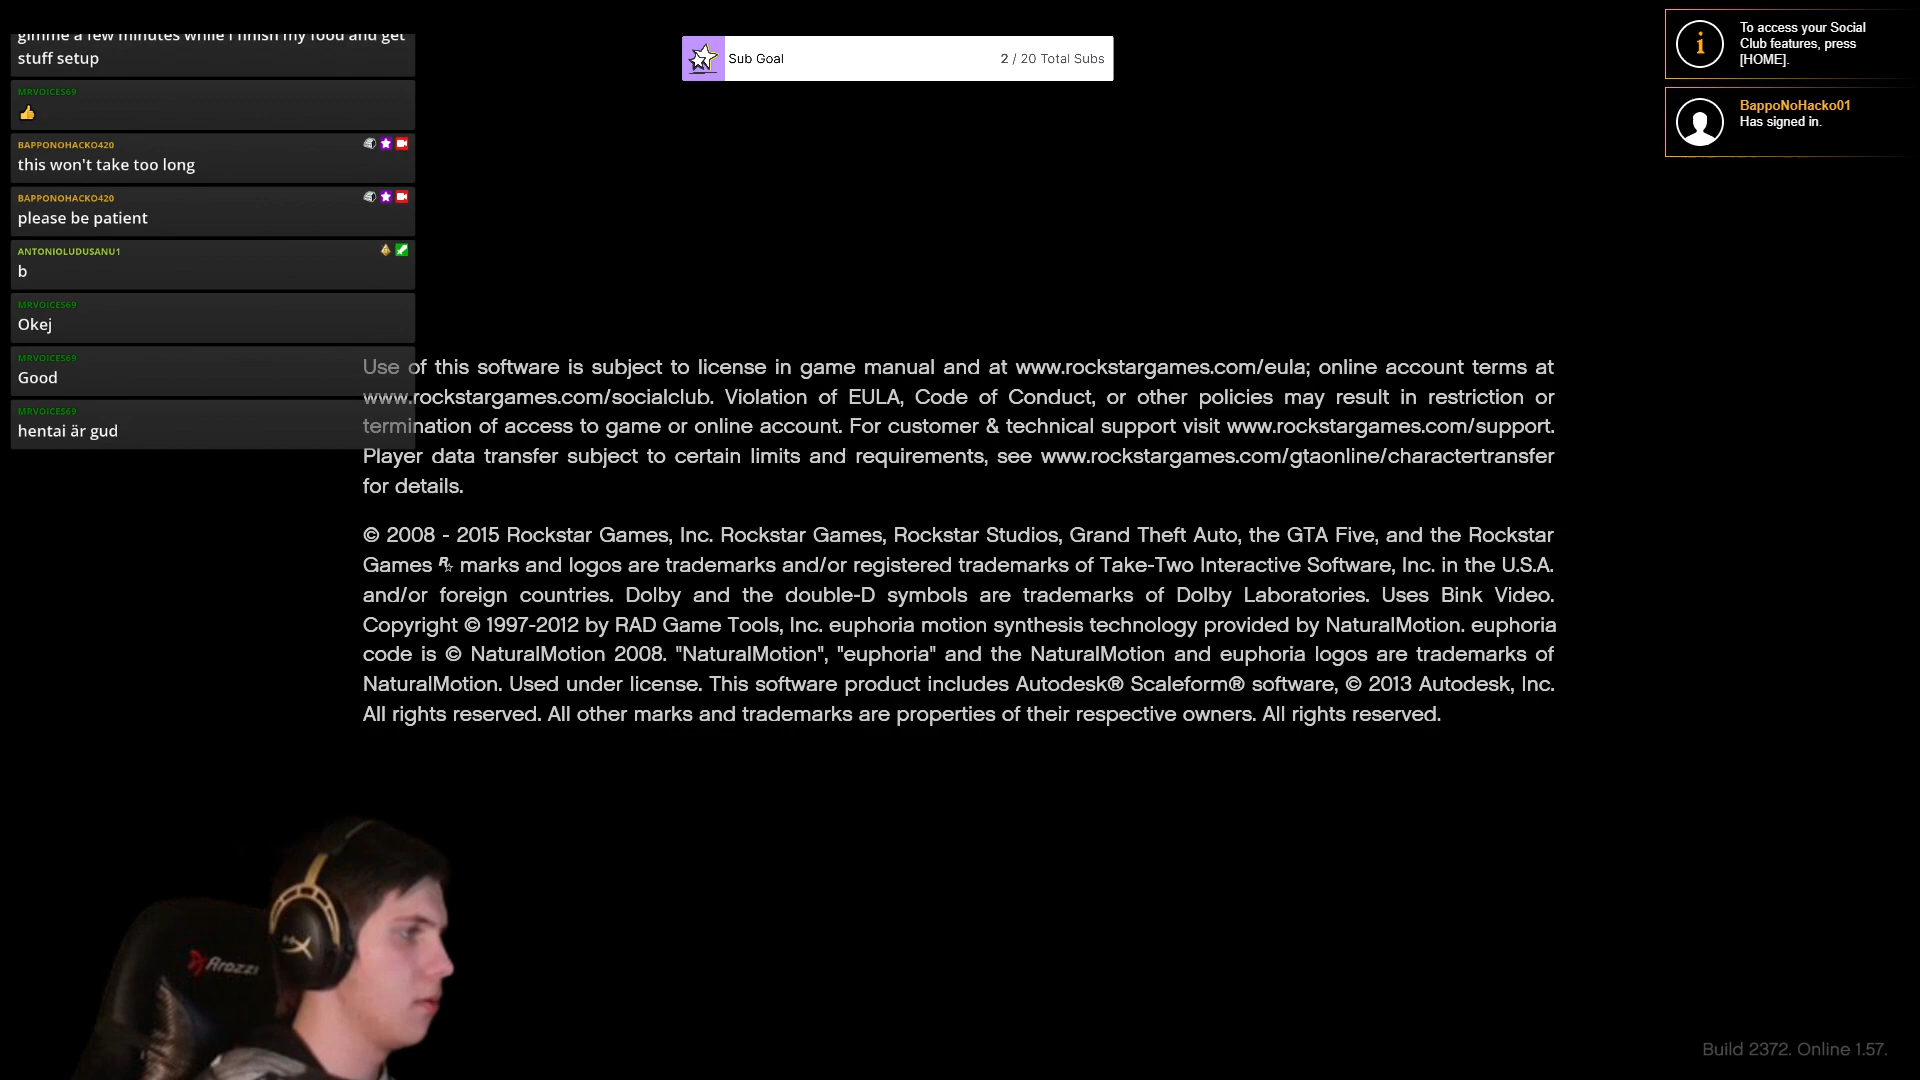 gimme a few minutes while i finish my food and get
stuff setup
MRVOICES69
👍
BAPPONOHACKO420
this won't take too long
BAPPONOHACKO420
please be patient
ANTONIOLUDUSANU1
b
MRVOICES69
Okej
MRVOICES69
Good
MRVOICES69
hentai är gud
Sub Goal
2 / 20 Total Subs
To access your Social
Club features, press
[HOME].
BappoNoHacko01
Has signed in.
Use of this software is subject to license in game manual and at www.rockstargames.com/eula; online account terms at
www.rockstargames.com/socialclub. Violation of EULA, Code of Conduct, or other policies may result in restriction or
termination of access to game or online account. For customer & technical support visit www.rockstargames.com/support.
Player data transfer subject to certain limits and requirements, see www.rockstargames.com/gtaonline/charactertransfer
for details.
© 2008 - 2015 Rockstar Games, Inc. Rockstar Games, Rockstar Studios, Grand Theft Auto, the GTA Five, and the Rockstar
Games R* marks and logos are trademarks and/or registered trademarks of Take-Two Interactive Software, Inc. in the U.S.A.
and/or foreign countries. Dolby and the double-D symbols are trademarks of Dolby Laboratories. Uses Bink Video.
Copyright © 1997-2012 by RAD Game Tools, Inc. euphoria motion synthesis technology provided by NaturalMotion. euphoria
code is © NaturalMotion 2008. "NaturalMotion", "euphoria" and the NaturalMotion and euphoria logos are trademarks of
NaturalMotion. Used under license. This software product includes Autodesk® Scaleform® software, © 2013 Autodesk, Inc.
All rights reserved. All other marks and trademarks are properties of their respective owners. All rights reserved.
Arozzi
Build 2372. Online 1.57.